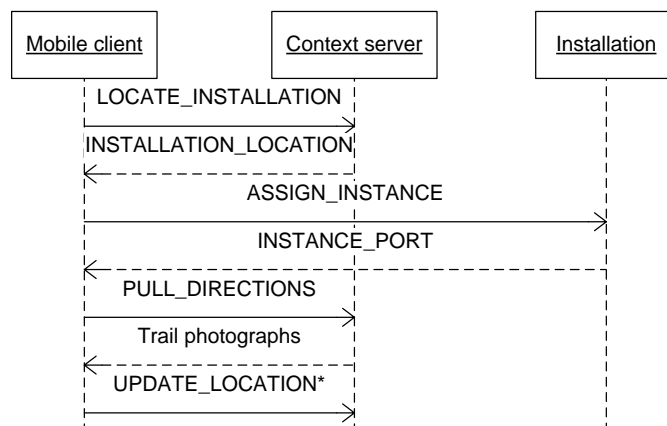 Mobile client
Context server
Installation
LOCATE_INSTALLATION
INSTALLATION_LOCATION
ASSIGN_INSTANCE
INSTANCE_PORT
PULL_DIRECTIONS
Trail photographs
UPDATE_LOCATION*